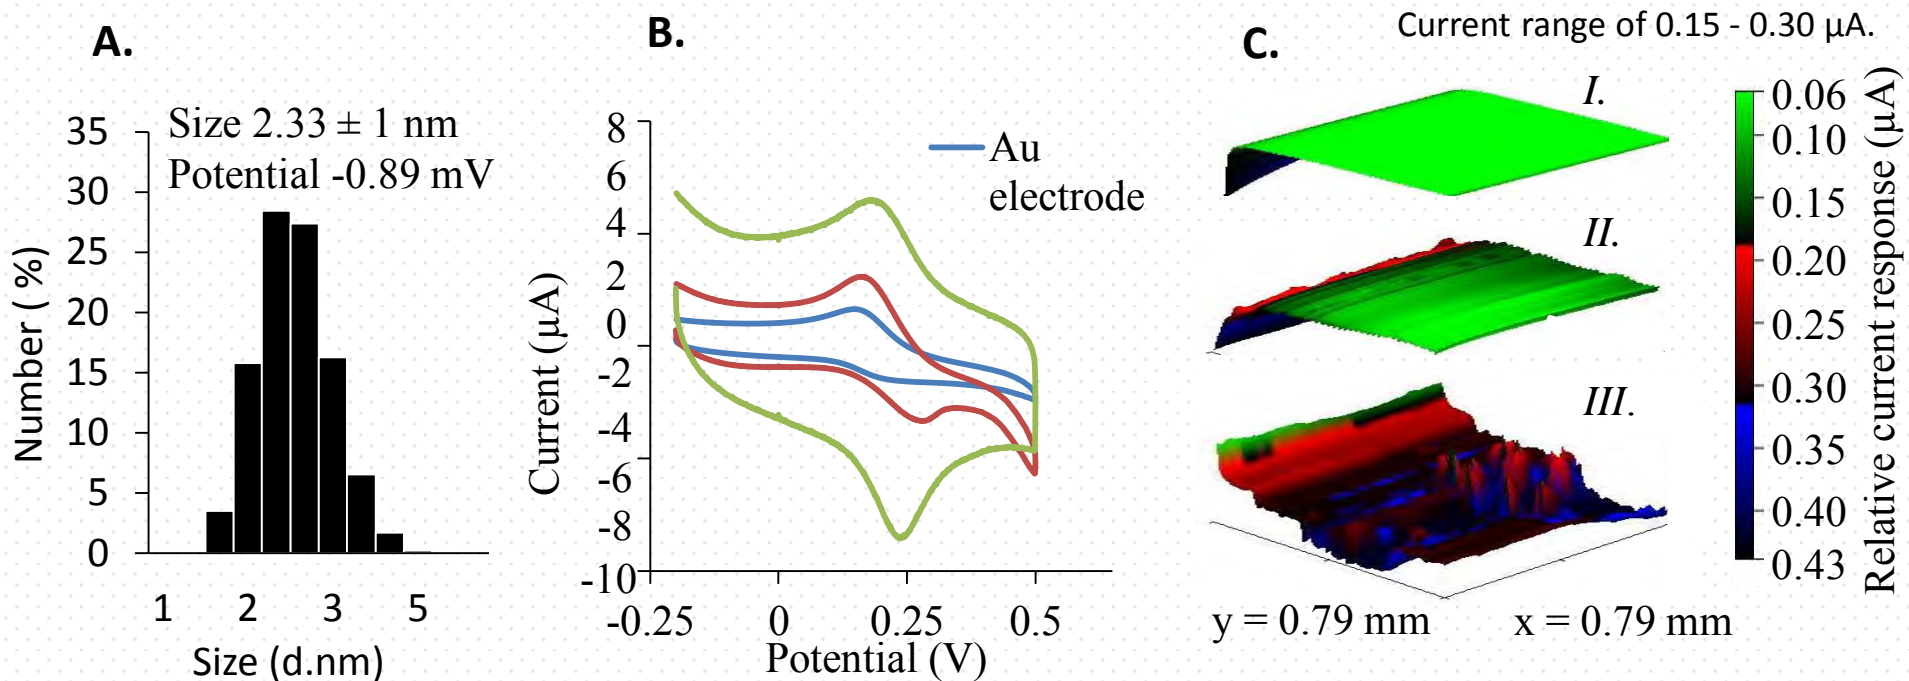 A.
Size 2.33 ± 1 nm
Potential -0.89 mV
Number ( %)
35
30
25
20
15
10
5
0
1 2 3 5
Size (d.nm)
B.
Au
electrode
Current (µA)
8
6
4
2
0
-2
-4
-6
-8
-10
-0.25 0 0.25 0.5
Potential (V)
C.
Current range of 0.15 - 0.30 µA.
I.
II.
III.
0.06
0.10
0.15
0.20
0.25
0.30
0.35
0.40
0.43
Relative current response (µA)
y = 0.79 mm x = 0.79 mm